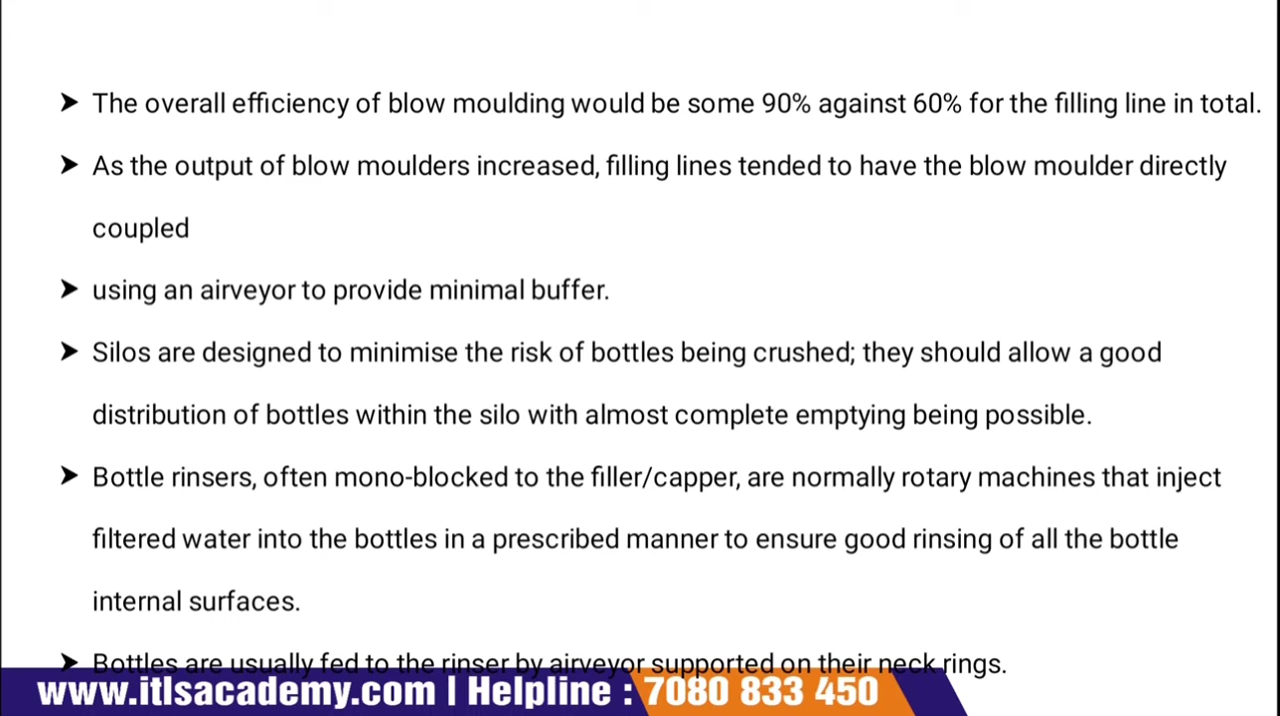 ➤ The overall efficiency of blow moulding would be some 90% against 60% for the filling line in total.
➤ As the output of blow moulders increased, filling lines tended to have the blow moulder directly
coupled
➤ using an airveyor to provide minimal buffer.
➤ Silos are designed to minimise the risk of bottles being crushed; they should allow a good
distribution of bottles within the silo with almost complete emptying being possible.
➤ Bottle rinsers, often mono-blocked to the filler/capper, are normally rotary machines that inject
filtered water into the bottles in a prescribed manner to ensure good rinsing of all the bottle
internal surfaces.
➤ Bottles are usually fed to the rinser by airveyor supported on their neck rings.
www.itlsacademy.com | Helpline : 7080 833 450